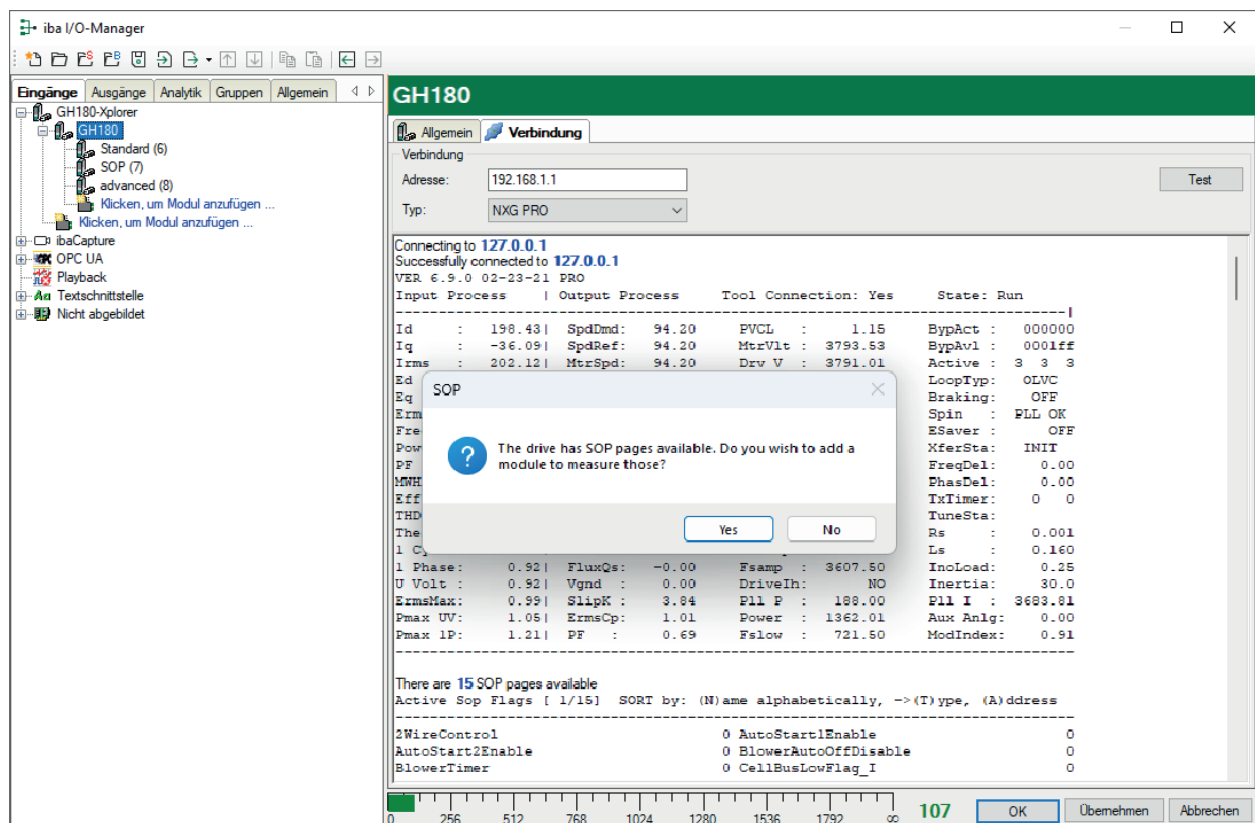 iba I/O-Manager
Eingänge Ausgänge Analytik Gruppen Allgemein
GH180-Xplorer
GH180
Standard (6)
SOP (7)
advanced (8)
Klicken, um Modul anzufügen ...
Klicken, um Modul anzufügen ...
ibaCapture
OPC UA
Playback
Textschnittstelle
Nicht abgebildet
GH180
Allgemein Verbindung
Verbindung
Adresse: 192.168.1.1 Test
Typ: NXG PRO
Connecting to 127.0.0.1
Successfully connected to 127.0.0.1
VER 6.9.0 02-23-21 PRO
Input Process | Output Process Tool Connection: Yes State: Run
---------------------------------------------------------------------------|
Id : 198.43| SpdDmd: 94.20 PVCL : 1.15 BypAct : 000000
Iq : -36.09| SpdRef: 94.20 MtrVlt : 3793.53 BypAvl : 0001ff
Irms : 202.12| MtrSpd: 94.20 Drv V : 3791.01 Active : 3 3 3
Ed LoopTyp: OLVC
Eq Braking: OFF
Erm Spin : PLL OK
Fre ESaver : OFF
Pow XferSta: INIT
PF FreqDel: 0.00
MWH PhasDel: 0.00
Eff TxTimer: 0 0
THD TuneSta:
The Rs : 0.001
1 Cy Ls : 0.160
SOP
The drive has SOP pages available. Do you wish to add a
module to measure those?
Yes No
1 Phase: 0.92| FluxQs: -0.00 Fsamp : 3607.50 InoLoad: 0.25
U Volt : 0.92| Vgnd : 0.00 DriveIh: NO Inertia: 30.0
ErmsMax: 0.99| SlipK : 3.84 Pll P : 188.00 Pll I : 3683.81
Pmax UV: 1.05| ErmsCp: 1.01 Power : 1362.01 Aux Anlg: 0.00
Pmax 1P: 1.21| PF : 0.69 Fslow : 721.50 ModIndex: 0.91
----------------------------------------------------------------------------
There are 15 SOP pages available
Active Sop Flags [ 1/15] SORT by: (N)ame alphabetically, ->(T)ype, (A)ddress
----------------------------------------------------------------------------
2WireControl 0 AutoStart1Enable 0
AutoStart2Enable 0 BlowerAutoOffDisable 0
BlowerTimer 0 CellBusLowFlag_I 0
0 256 512 768 1024 1280 1536 1792 ∞ 107 OK Übernehmen Abbrechen